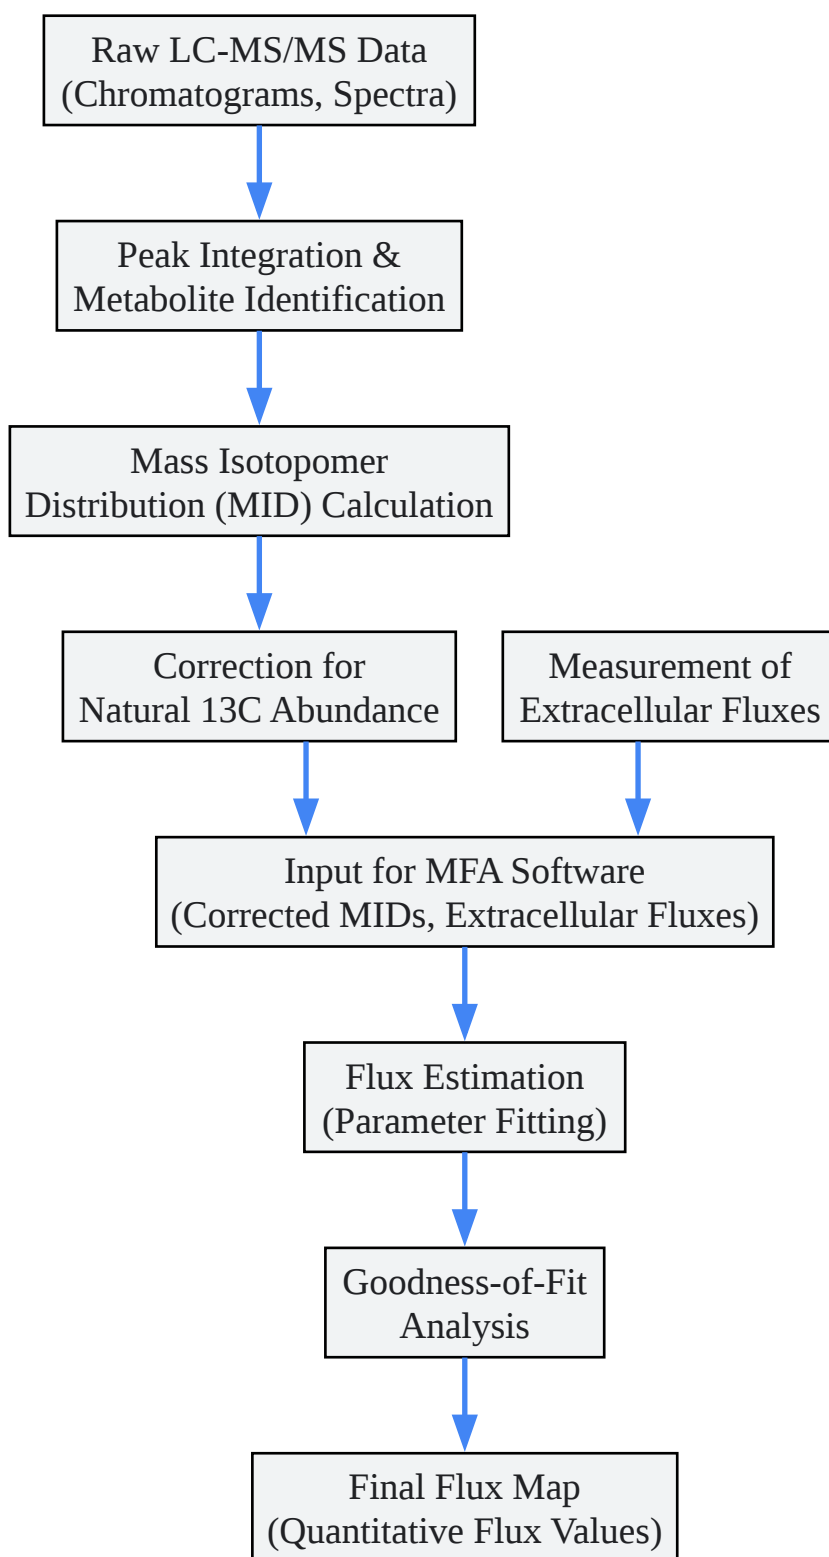 Raw LC-MS/MS Data
(Chromatograms, Spectra)
Peak Integration &
Metabolite Identification
Mass Isotopomer
Distribution (MID) Calculation
Correction for
Natural 13C Abundance
Measurement of
Extracellular Fluxes
Input for MFA Software
(Corrected MIDs, Extracellular Fluxes)
Flux Estimation
(Parameter Fitting)
Goodness-of-Fit
Analysis
Final Flux Map
(Quantitative Flux Values)